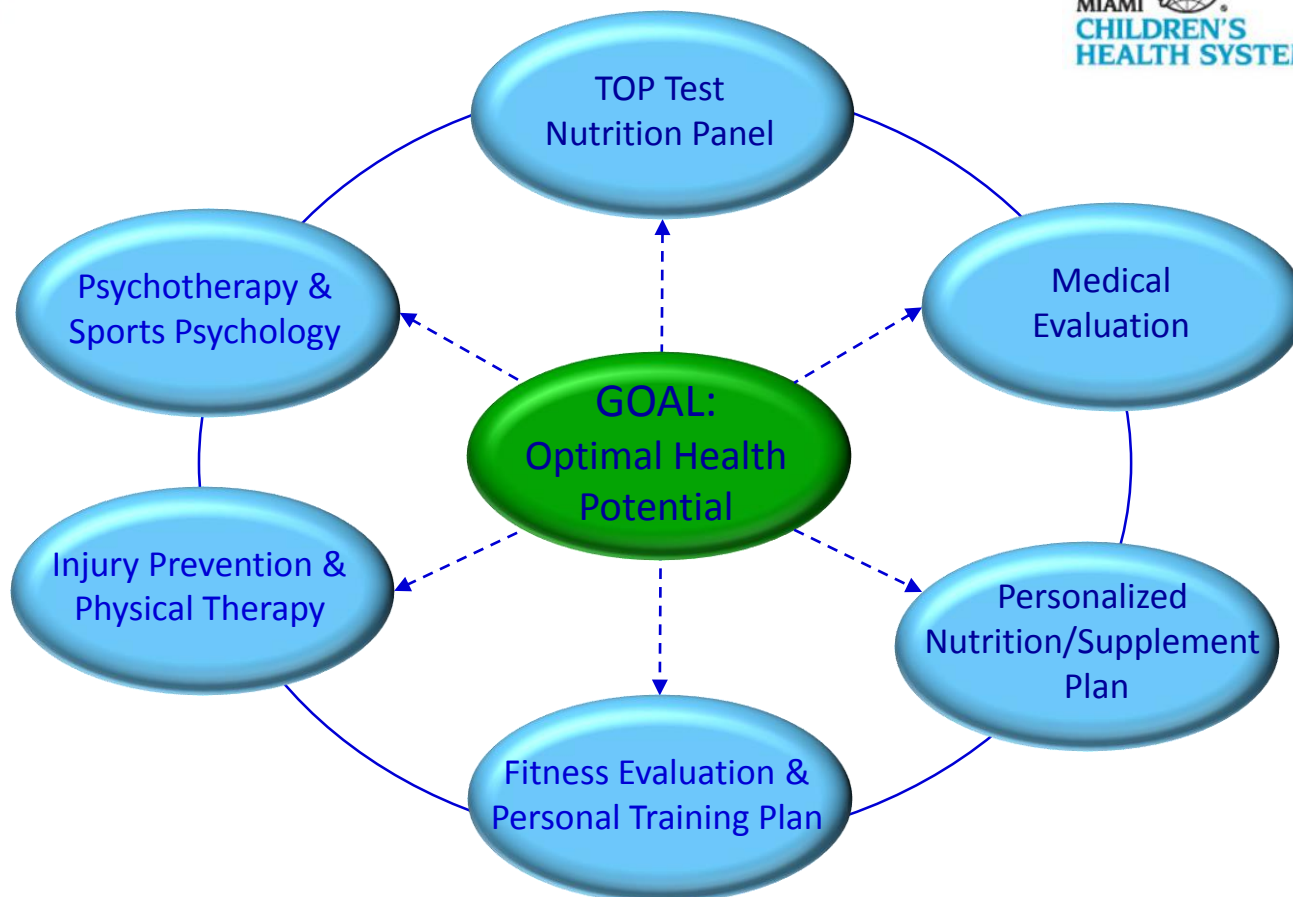 MIAMI
CHILDREN'S
HEALTH SYSTEM
TOP Test
Nutrition Panel
Medical
Evaluation
Personalized
Nutrition/Supplement
Plan
Fitness Evaluation &
Personal Training Plan
Injury Prevention &
Physical Therapy
Psychotherapy &
Sports Psychology
GOAL:
Optimal Health
Potential